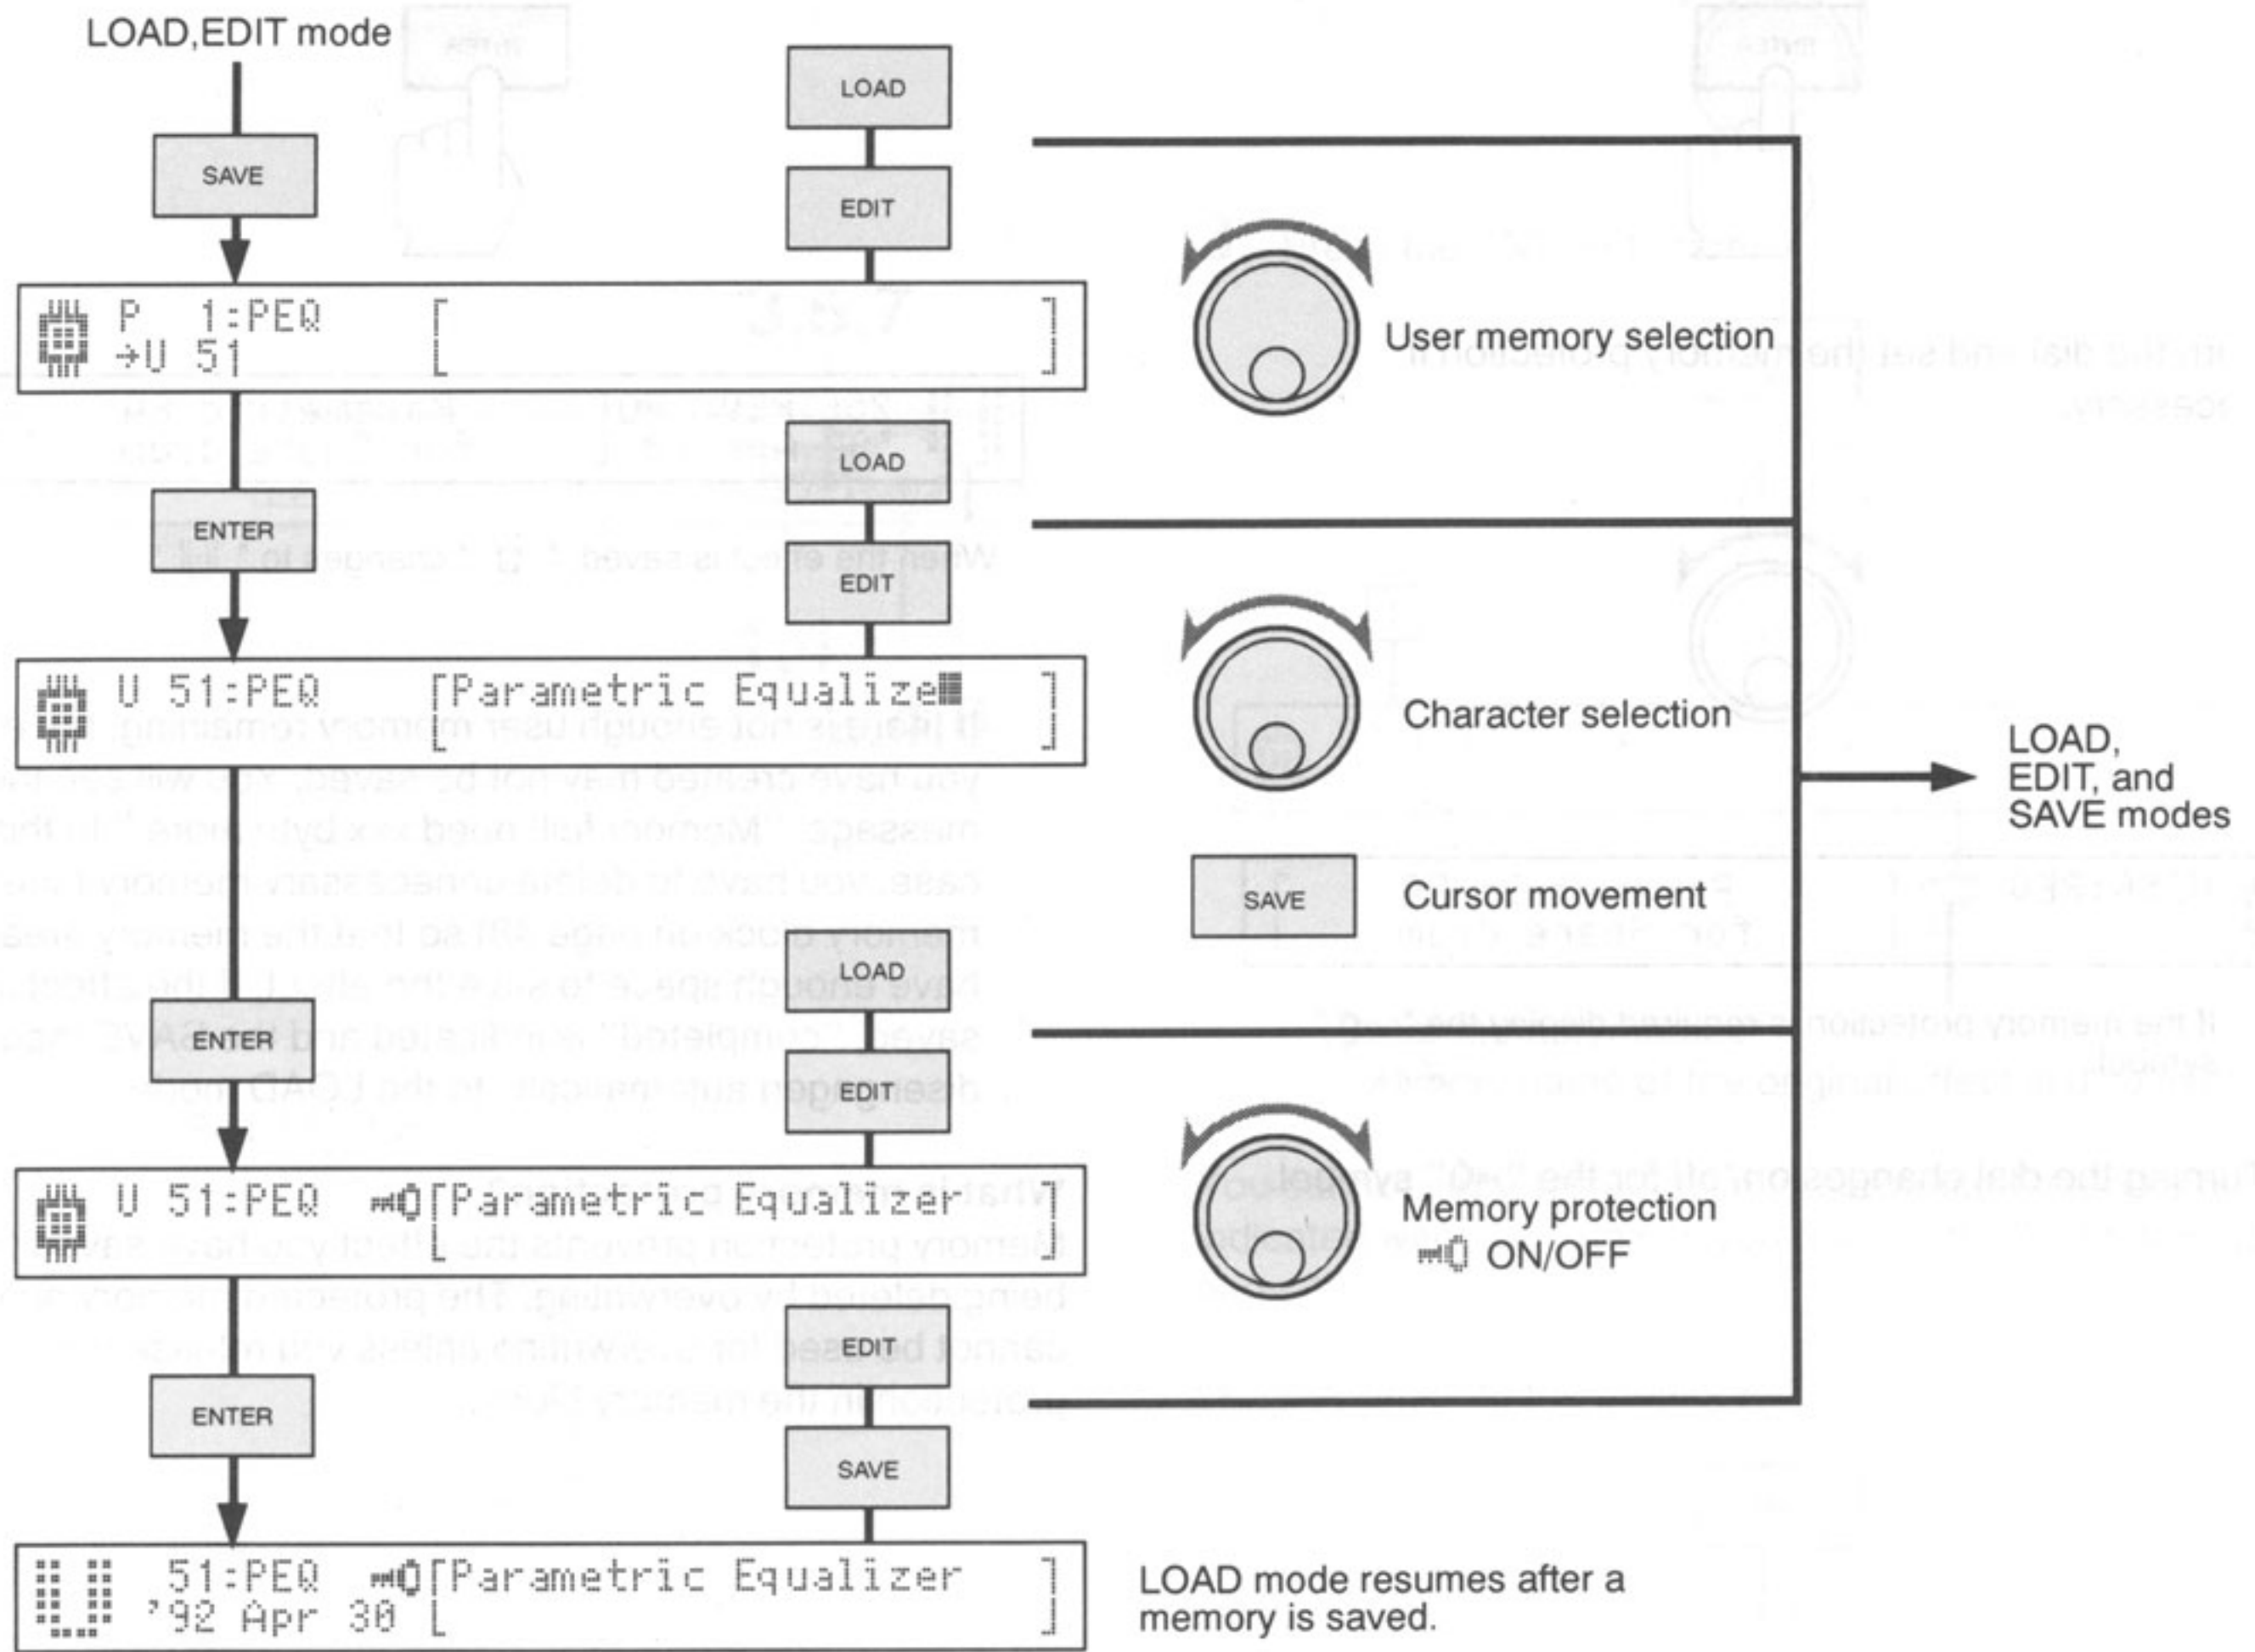 LOAD,EDIT mode
SAVE
LOAD
EDIT
P 1:PEQ [ ]
→U 51 [ ]
User memory selection
ENTER
LOAD
EDIT
U 51:PEQ [Parametric Equalize ]
Character selection
SAVE
Cursor movement
LOAD,
EDIT, and
SAVE modes
ENTER
LOAD
EDIT
U 51:PEQ [Parametric Equalizer ]
Memory protection
ON/OFF
ENTER
EDIT
SAVE
U 51:PEQ [Parametric Equalizer ]
'92 Apr 30 [ ]
LOAD mode resumes after a
memory is saved.